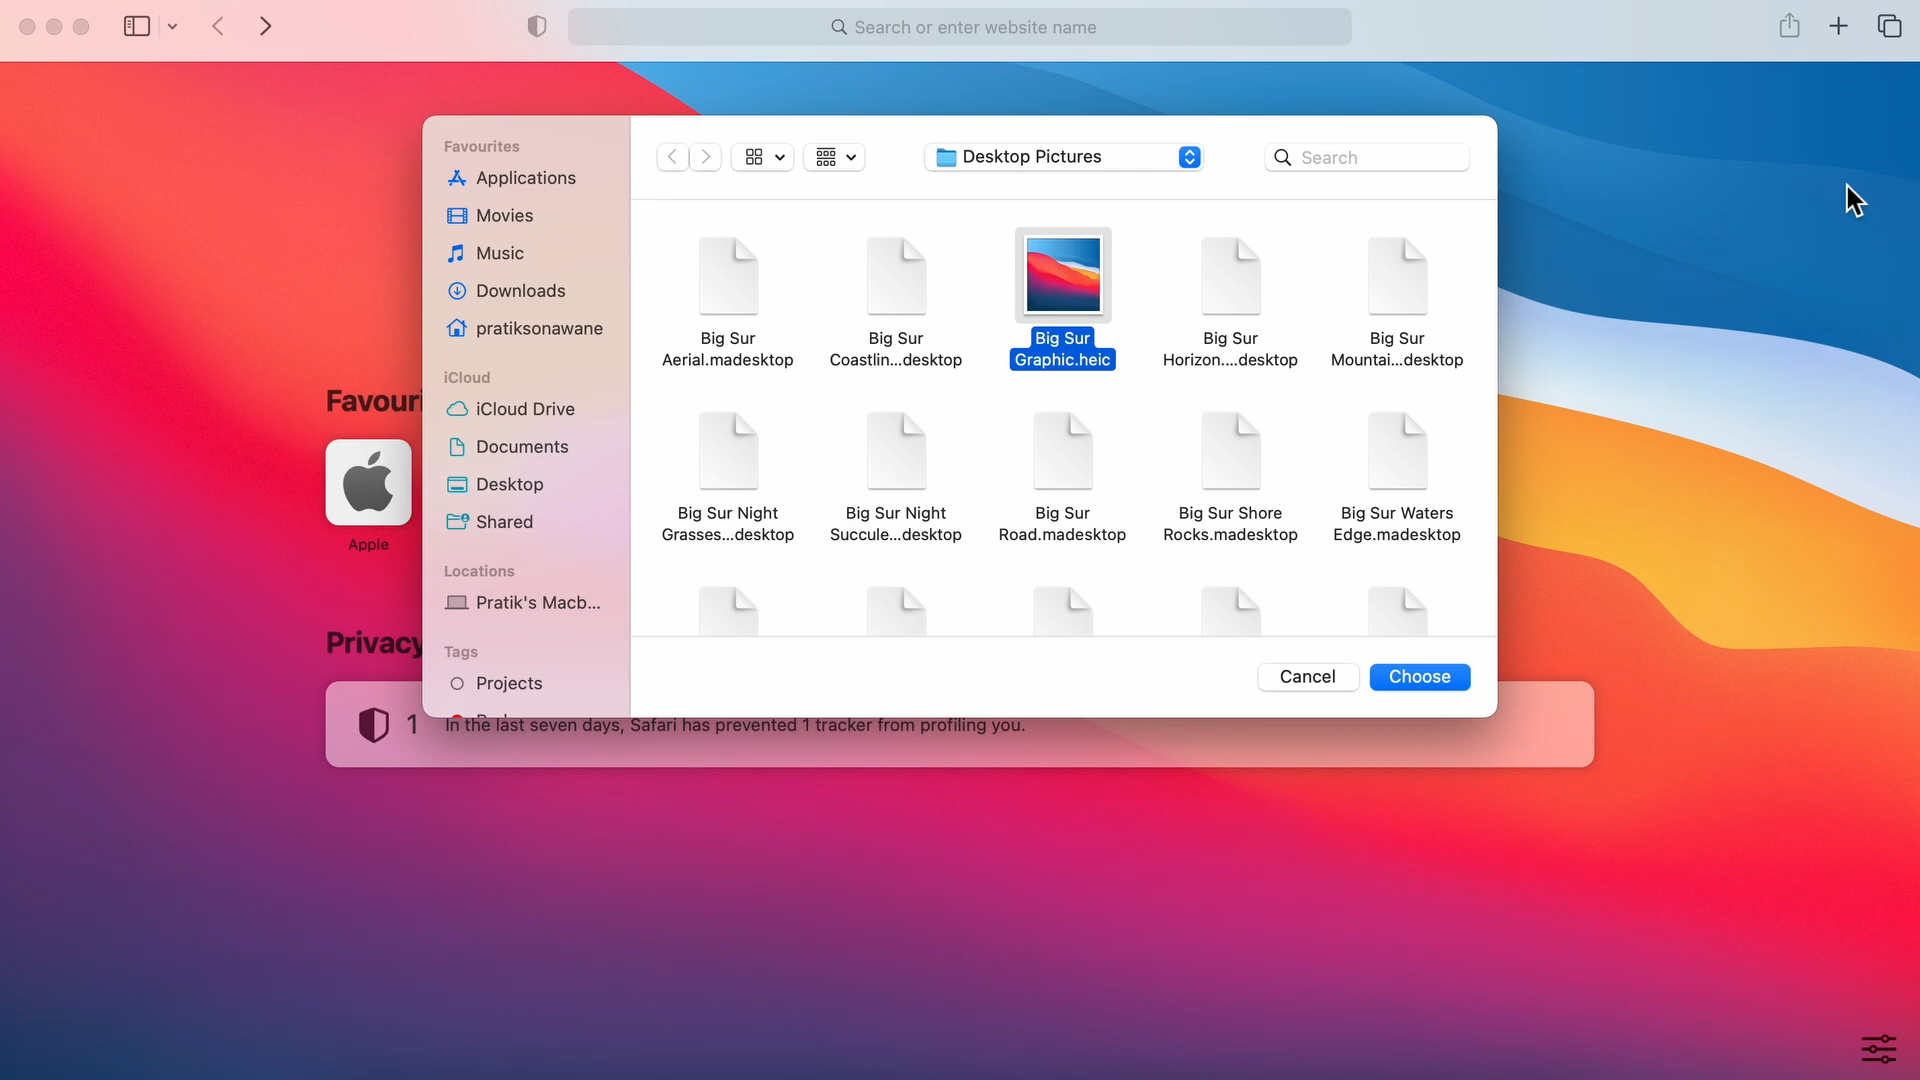 Search or enter website name
Favourites
Applications
Movies
Music
Downloads
pratiksonawane
iCloud
iCloud Drive
Documents
Desktop
Shared
Locations
Pratik's Macb...
Tags
Projects
Desktop Pictures
Search
Big Sur
Aerial.madesktop
Big Sur
Coastlin...desktop
Big Sur
Graphic.heic
Big Sur
Horizon....desktop
Big Sur
Mountai...desktop
Big Sur Night
Grasses...desktop
Big Sur Night
Succule...desktop
Big Sur
Road.madesktop
Big Sur Shore
Rocks.madesktop
Big Sur Waters
Edge.madesktop
Cancel
Choose
Favouri
Apple
Privacy
1
In the last seven days, Safari has prevented 1 tracker from profiling you.